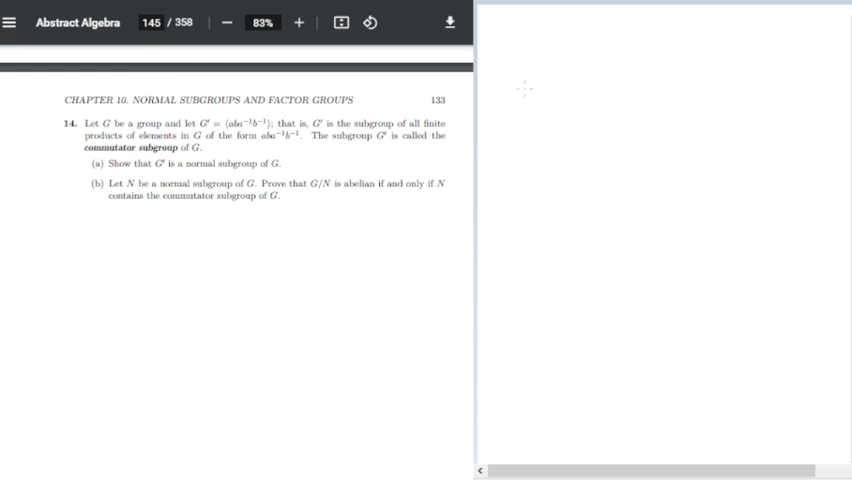 Abstract Algebra 145 / 358 − 83% +
CHAPTER 10. NORMAL SUBGROUPS AND FACTOR GROUPS 133
14. Let G be a group and let G′ = ⟨aba⁻¹b⁻¹⟩; that is, G′ is the subgroup of all finite
products of elements in G of the form aba⁻¹b⁻¹. The subgroup G′ is called the
commutator subgroup of G.
(a) Show that G′ is a normal subgroup of G.
(b) Let N be a normal subgroup of G. Prove that G/N is abelian if and only if N
contains the commutator subgroup of G.